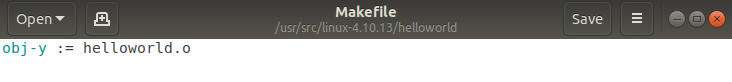 Open
Makefile
/usr/src/linux-4.10.13/helloworld
Save
obj-y := helloworld.o